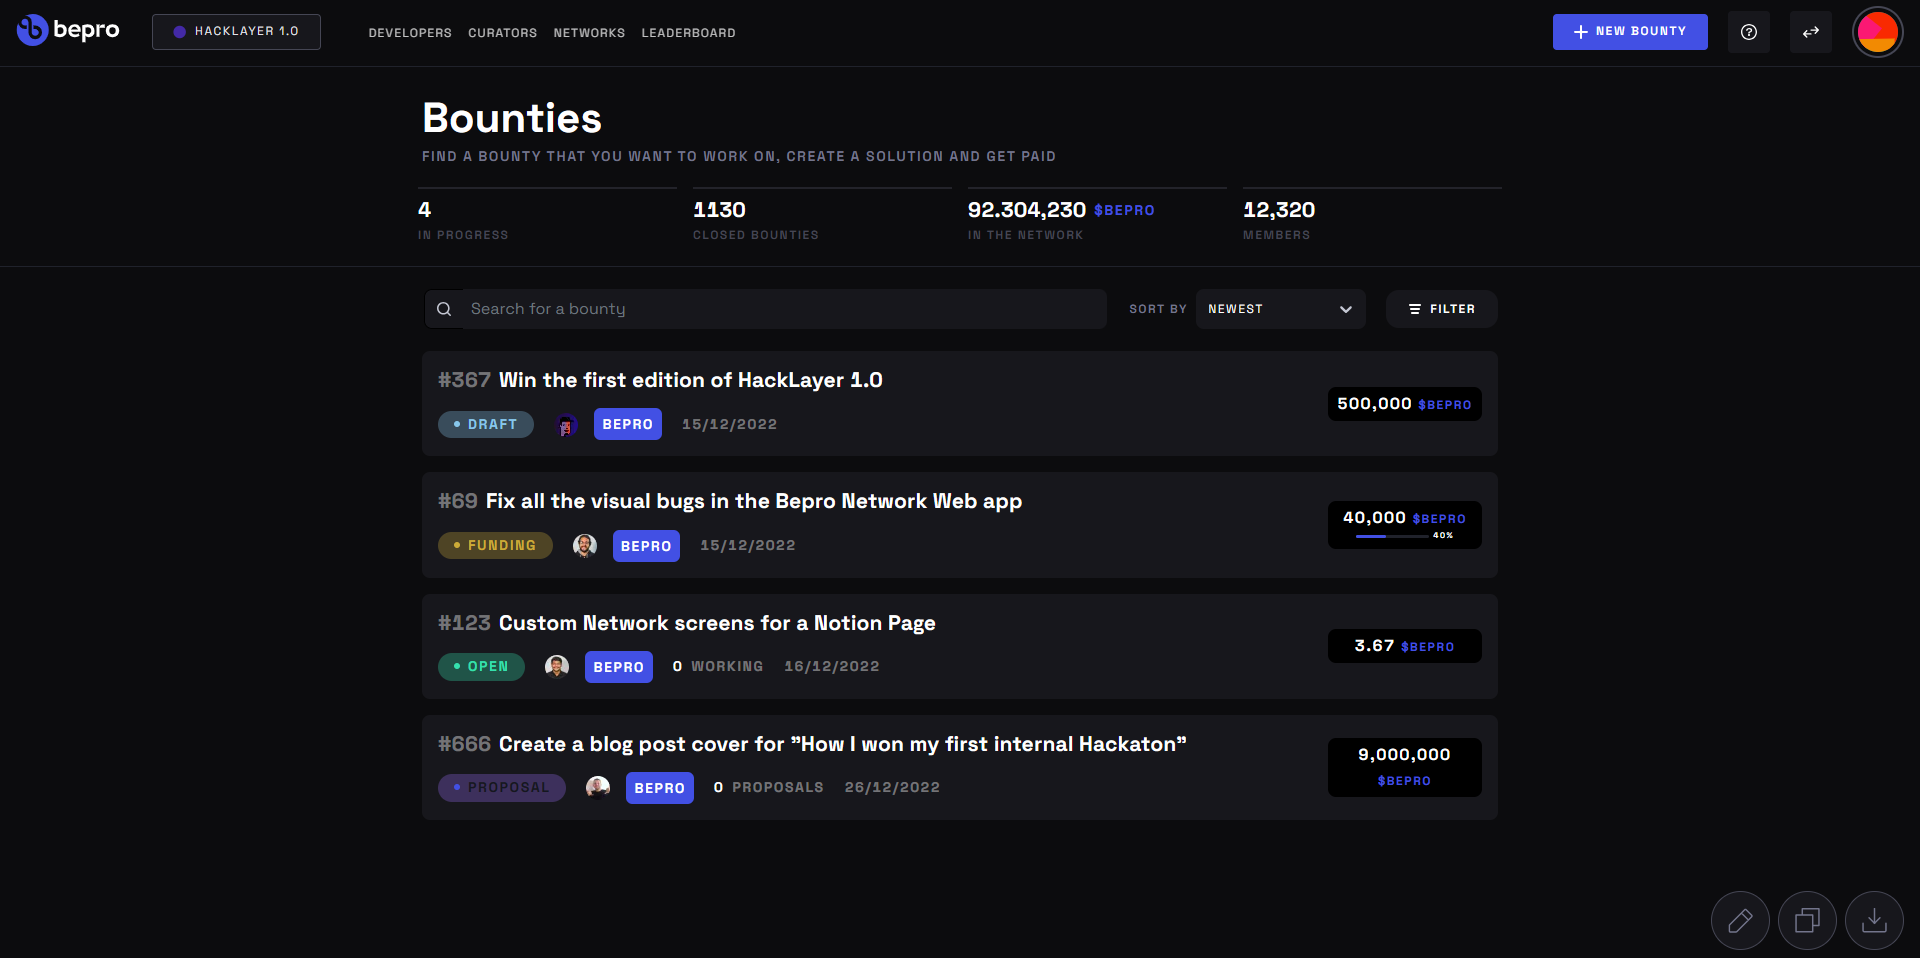 bepro
HACKLAYER 1.0
DEVELOPERS CURATORS NETWORKS LEADERBOARD
NEW BOUNTY
Bounties
FIND A BOUNTY THAT YOU WANT TO WORK ON, CREATE A SOLUTION AND GET PAID
4
IN PROGRESS
1130
CLOSED BOUNTIES
92.304,230 $BEPRO
IN THE NETWORK
12,320
MEMBERS
Search for a bounty
SORT BY NEWEST
FILTER
#367 Win the first edition of HackLayer 1.0
DRAFT BEPRO 15/12/2022
500,000 $BEPRO
#69 Fix all the visual bugs in the Bepro Network Web app
FUNDING BEPRO 15/12/2022
40,000 $BEPRO
40%
#123 Custom Network screens for a Notion Page
OPEN BEPRO 0 WORKING 16/12/2022
3.67 $BEPRO
#666 Create a blog post cover for "How I won my first internal Hackaton"
PROPOSAL BEPRO 0 PROPOSALS 26/12/2022
9,000,000
$BEPRO